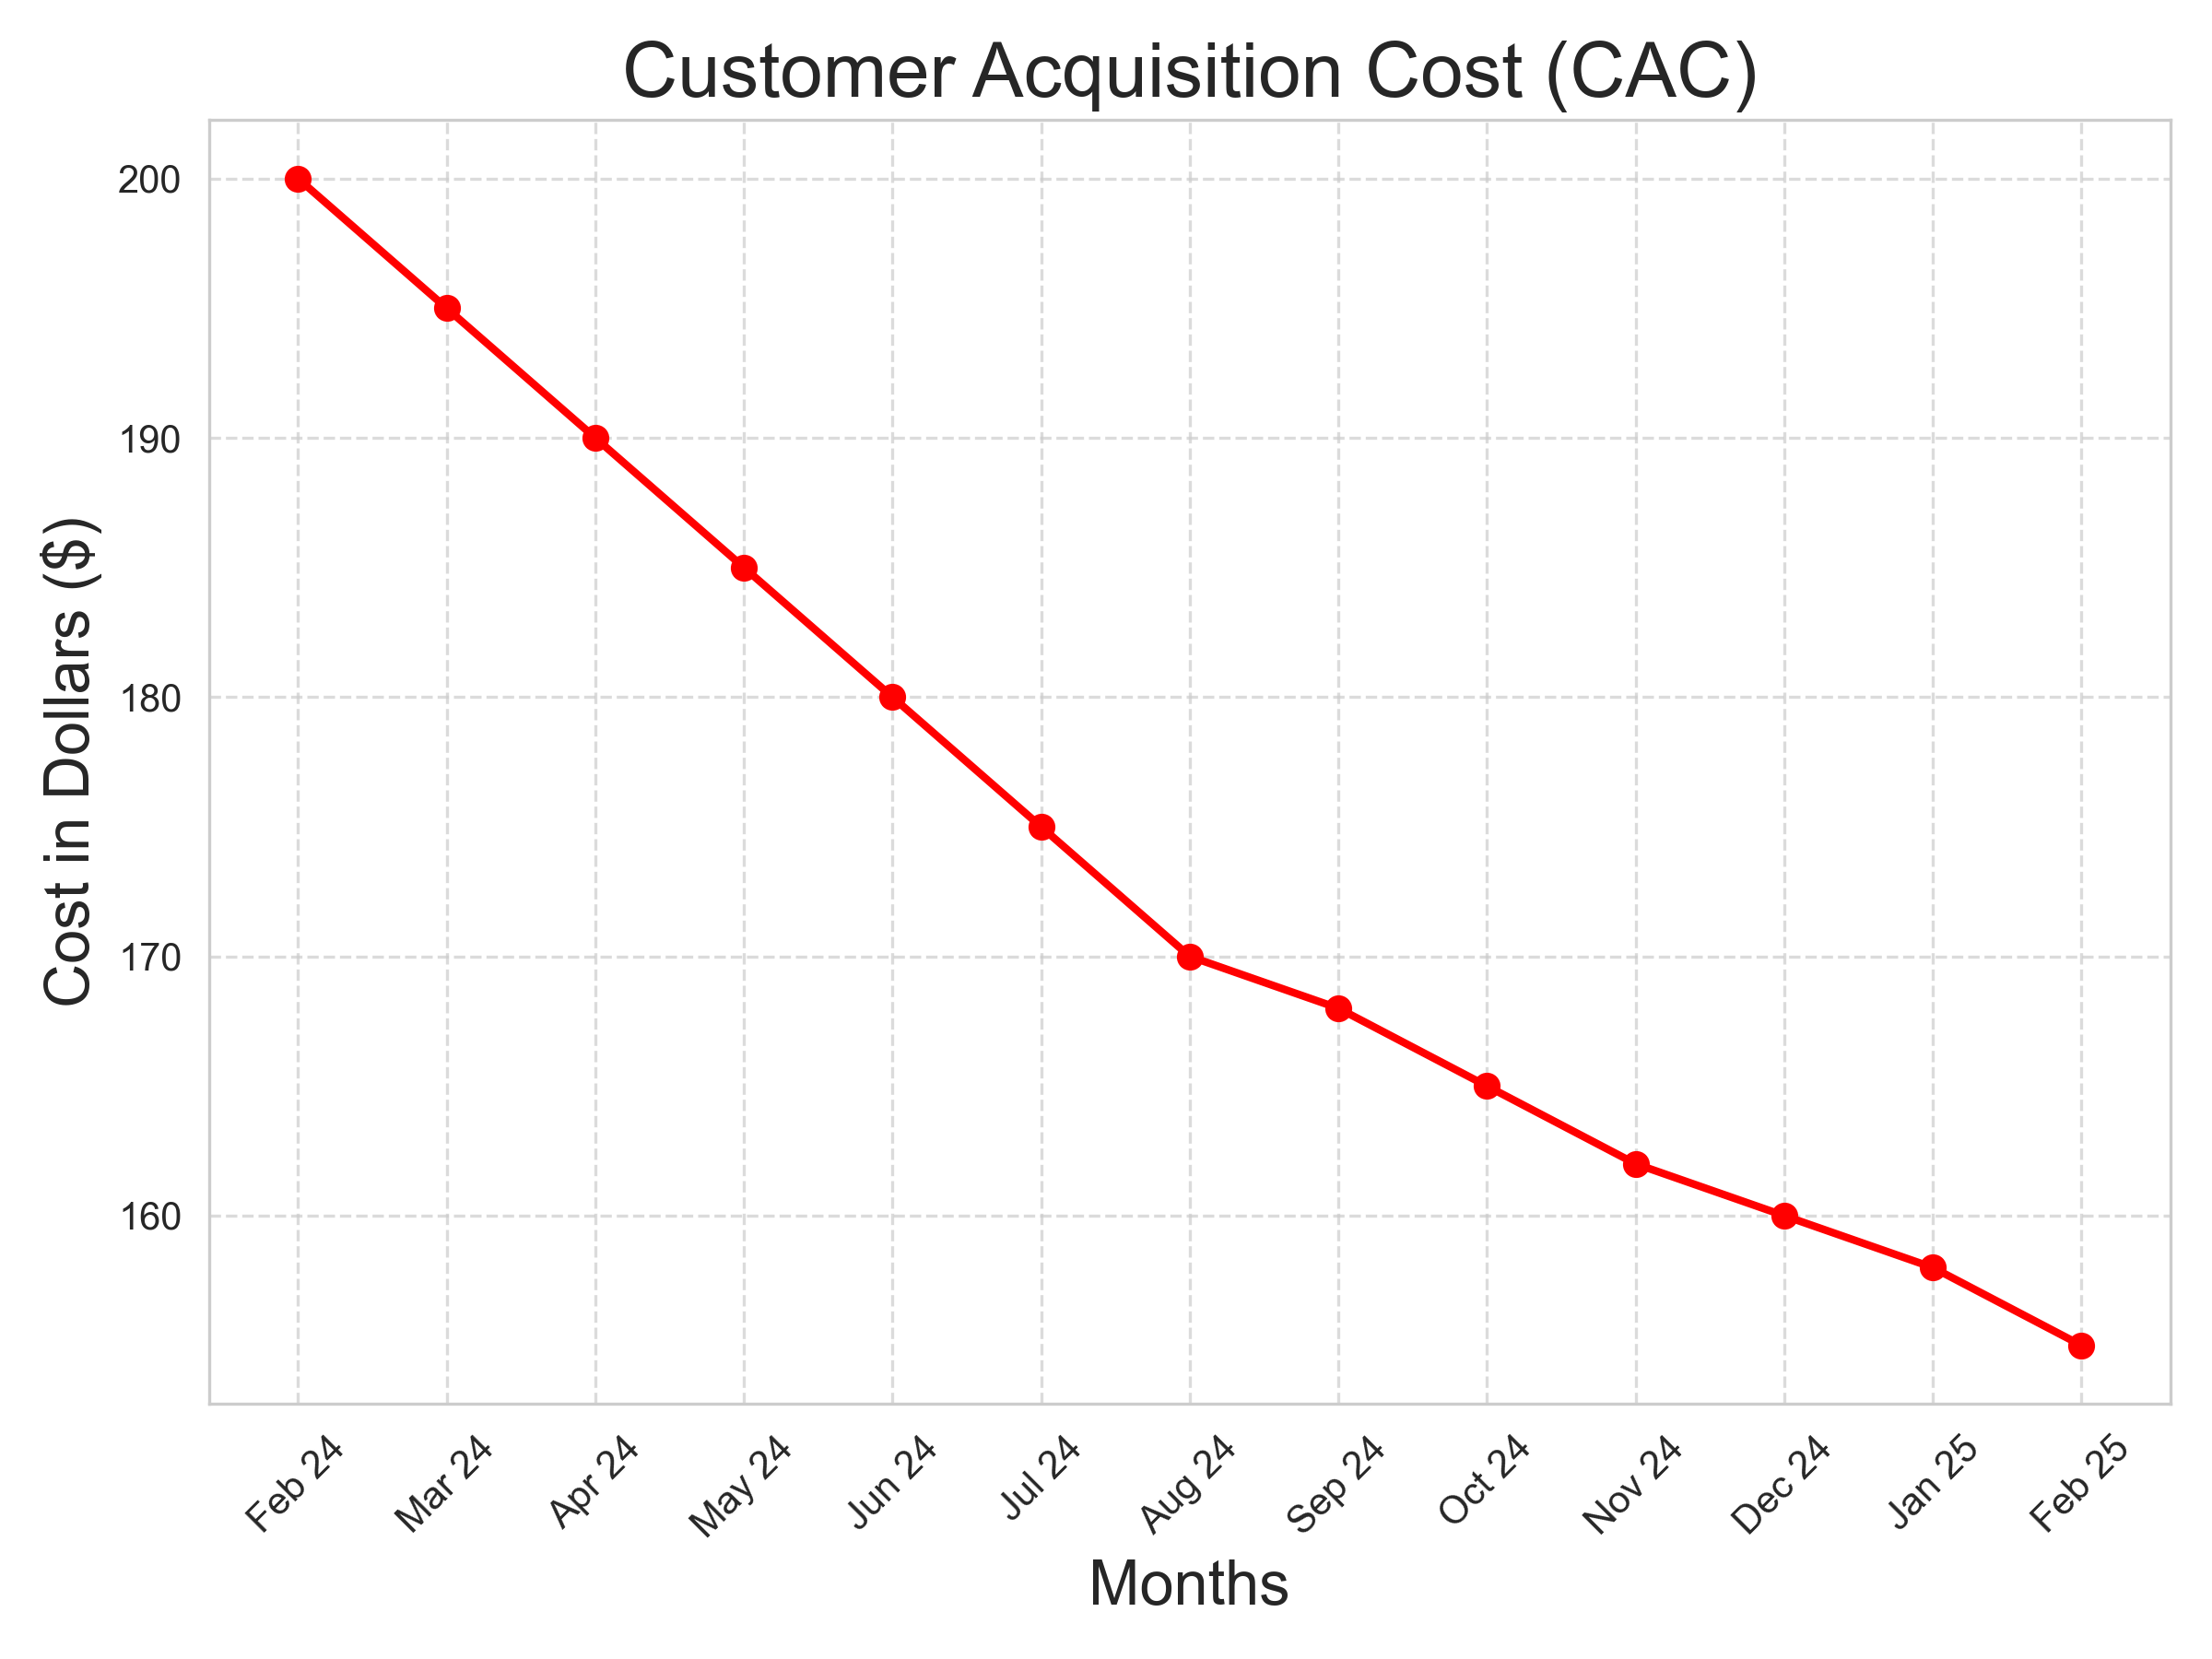 Customer Acquisition Cost (CAC)
Cost in Dollars ($)
200
190
180
170
160
Feb 24
Mar 24
Apr 24
May 24
Jun 24
Jul 24
Aug 24
Sep 24
Oct 24
Nov 24
Dec 24
Jan 25
Feb 25
Months